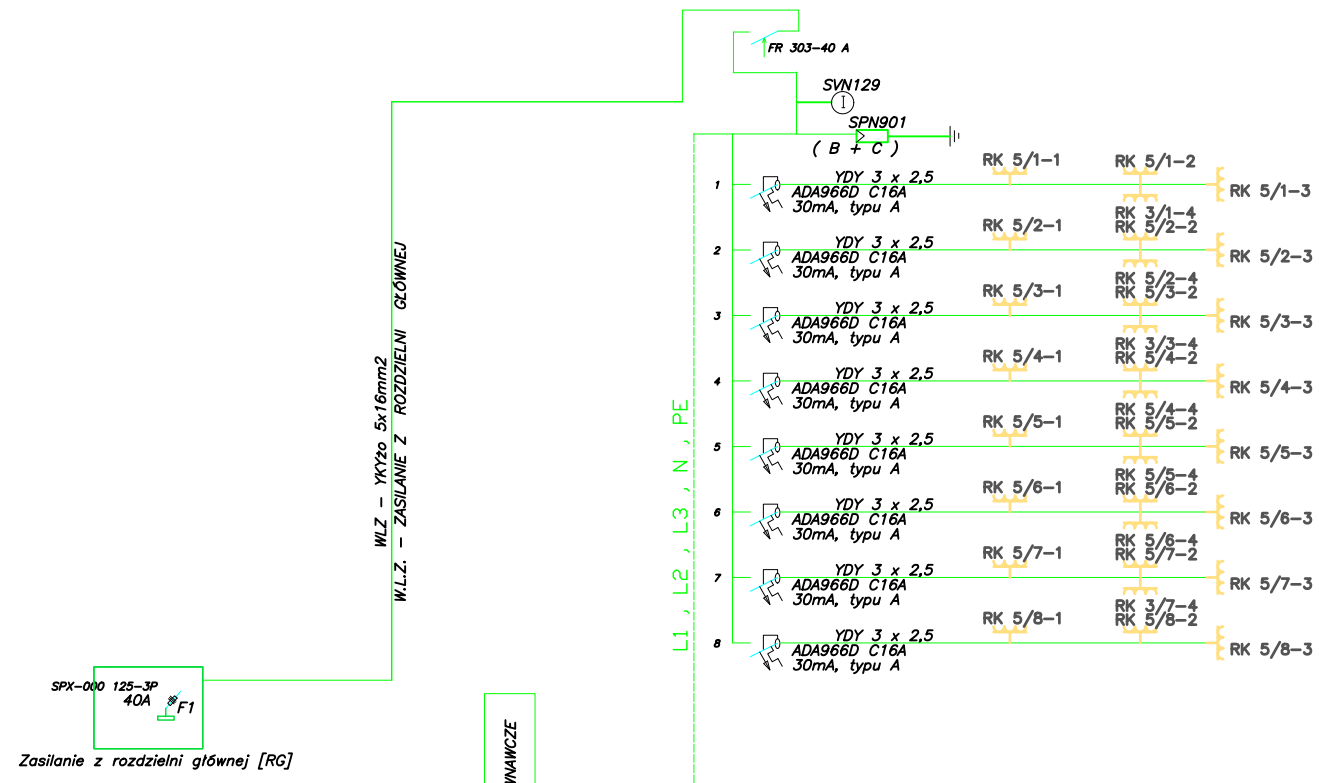 FR 303-40 A
SVN129
SPN901
( B + C )
1
YDY 3 x 2,5
ADA966D C16A
30mA, typu A
RK 5/1-1
RK 5/1-2
RK 5/1-3
RK 3/1-4
2
YDY 3 x 2,5
ADA966D C16A
30mA, typu A
RK 5/2-1
RK 5/2-2
RK 5/2-3
RK 5/2-4
3
YDY 3 x 2,5
ADA966D C16A
30mA, typu A
RK 5/3-1
RK 5/3-2
RK 5/3-3
RK 3/3-4
4
YDY 3 x 2,5
ADA966D C16A
30mA, typu A
RK 5/4-1
RK 5/4-2
RK 5/4-3
RK 5/4-4
5
YDY 3 x 2,5
ADA966D C16A
30mA, typu A
RK 5/5-1
RK 5/5-2
RK 5/5-3
RK 5/5-4
6
YDY 3 x 2,5
ADA966D C16A
30mA, typu A
RK 5/6-1
RK 5/6-2
RK 5/6-3
RK 5/6-4
7
YDY 3 x 2,5
ADA966D C16A
30mA, typu A
RK 5/7-1
RK 5/7-2
RK 5/7-3
RK 3/7-4
8
YDY 3 x 2,5
ADA966D C16A
30mA, typu A
RK 5/8-1
RK 5/8-2
RK 5/8-3
L1 , L2 , L3 , N , PE
WLZ - YKYżo 5x16mm2
W.L.Z. - ZASILANIE Z ROZDZIELNI GŁÓWNEJ
SPX-000 125-3P
40A
F1
Zasilanie z rozdzielni głównej [RG]